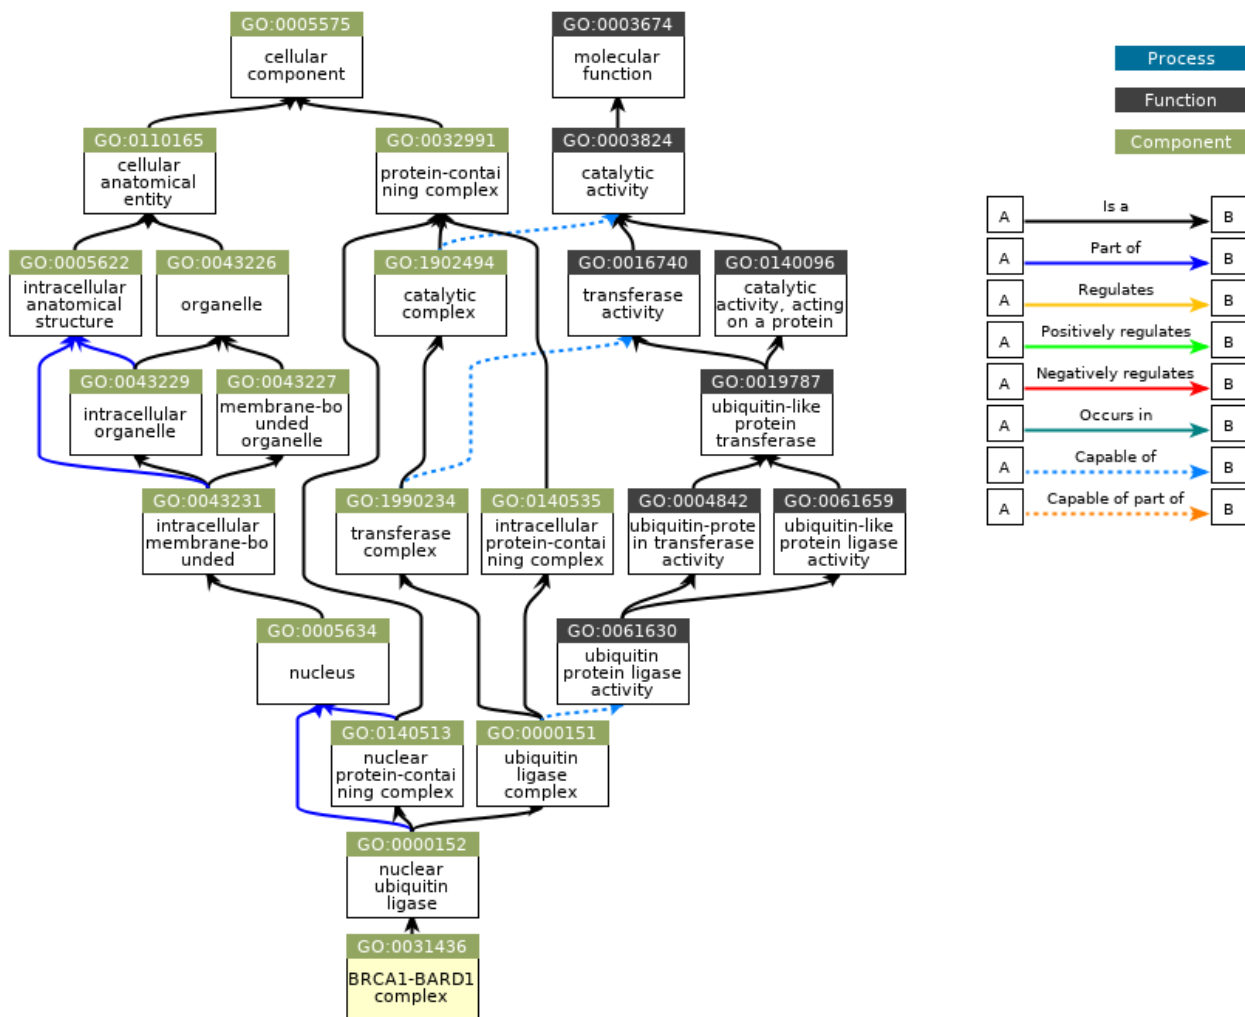 GO:0005575
cellular
component
GO:0003674
molecular
function
Process
Function
Component
GO:0110165
cellular
anatomical
entity
GO:0032991
protein-contai
ning complex
GO:0003824
catalytic
activity
A
Is a
B
A
Part of
B
A
Regulates
B
A
Positively regulates
B
A
Negatively regulates
B
A
Occurs in
B
A
Capable of
B
A
Capable of part of
B
GO:0005622
intracellular
anatomical
structure
GO:0043226
organelle
GO:1902494
catalytic
complex
GO:0016740
transferase
activity
GO:0140096
catalytic
activity, acting
on a protein
GO:0043229
intracellular
organelle
GO:0043227
membrane-bo
unded
organelle
GO:0019787
ubiquitin-like
protein
transferase
GO:0043231
intracellular
membrane-bo
unded
GO:1990234
transferase
complex
GO:0140535
intracellular
protein-contai
ning complex
GO:0004842
ubiquitin-prote
in transferase
activity
GO:0061659
ubiquitin-like
protein ligase
activity
GO:0005634
nucleus
GO:0061630
ubiquitin
protein ligase
activity
GO:0140513
nuclear
protein-contai
ning complex
GO:0000151
ubiquitin
ligase
complex
GO:0000152
nuclear
ubiquitin
ligase
GO:0031436
BRCA1-BARD1
complex